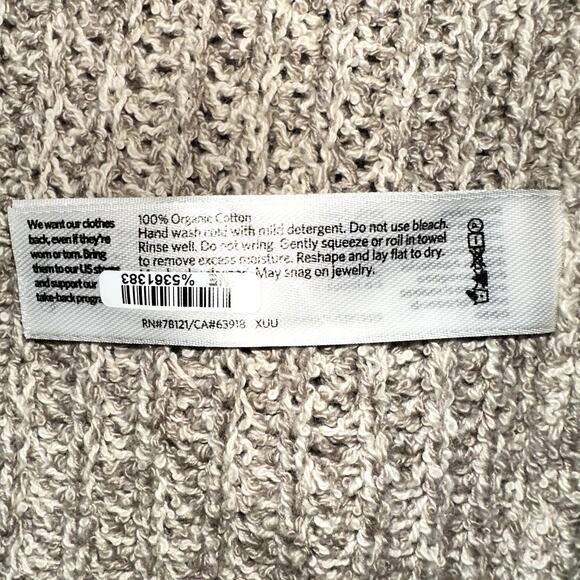 We want our clothes
back, even if they're
worn or torn. Bring
them to our US
and support our
take-back
100% Organic Cotton
Hand wash cold with mild detergent. Do not use bleach.
Rinse well. Do not wring. Gently squeeze or roll in towel
to remove excess moisture. Reshape and lay flat to dry.
May snag on jewelry.
%5361383
RN#78121/CA#63918 XUU